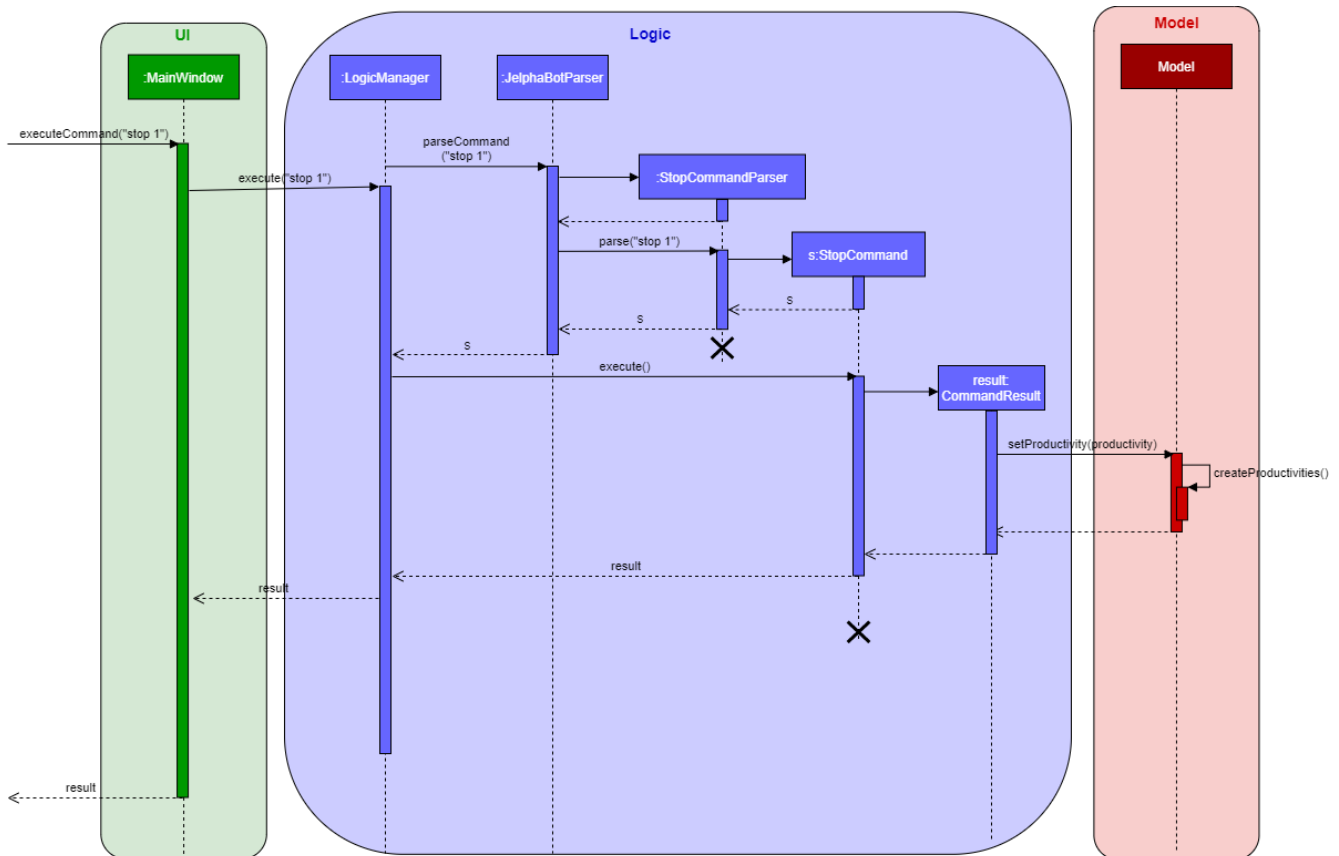 UI
Logic
Model
:MainWindow
:LogicManager
:JelphaBotParser
Model
executeCommand("stop 1")
parseCommand
("stop 1")
execute("stop 1")
:StopCommandParser
parse("stop 1")
s:StopCommand
s
s
s
execute()
result:
CommandResult
setProductivity(productivity)
createProductivities()
result
result
result